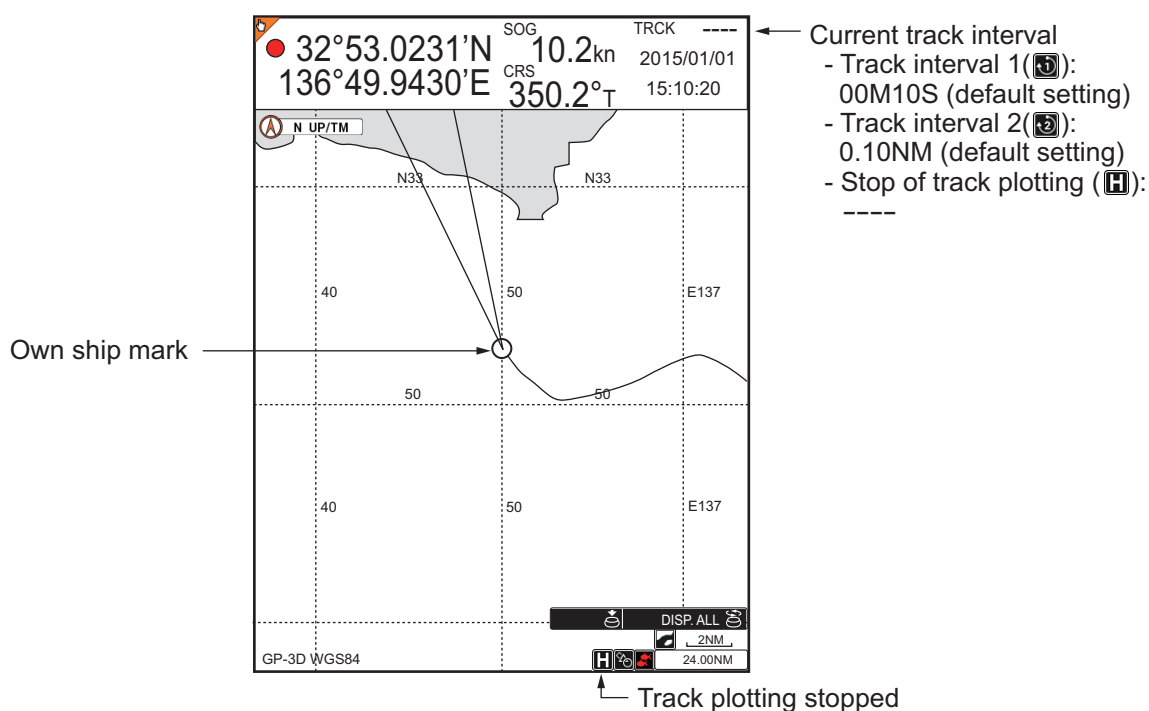 32°53.0231’N
136°49.9430’E
SOG
10.2kn
CRS
350.2°T
TRCK ----
2015/01/01
15:10:20
Current track interval
- Track interval 1(1):
00M10S (default setting)
- Track interval 2(2):
0.10NM (default setting)
- Stop of track plotting (H):
----
N UP/TM
N33
N33
40
50
E137
Own ship mark
50
50
40
50
E137
DISP. ALL
2NM
GP-3D WGS84
H
24.00NM
Track plotting stopped